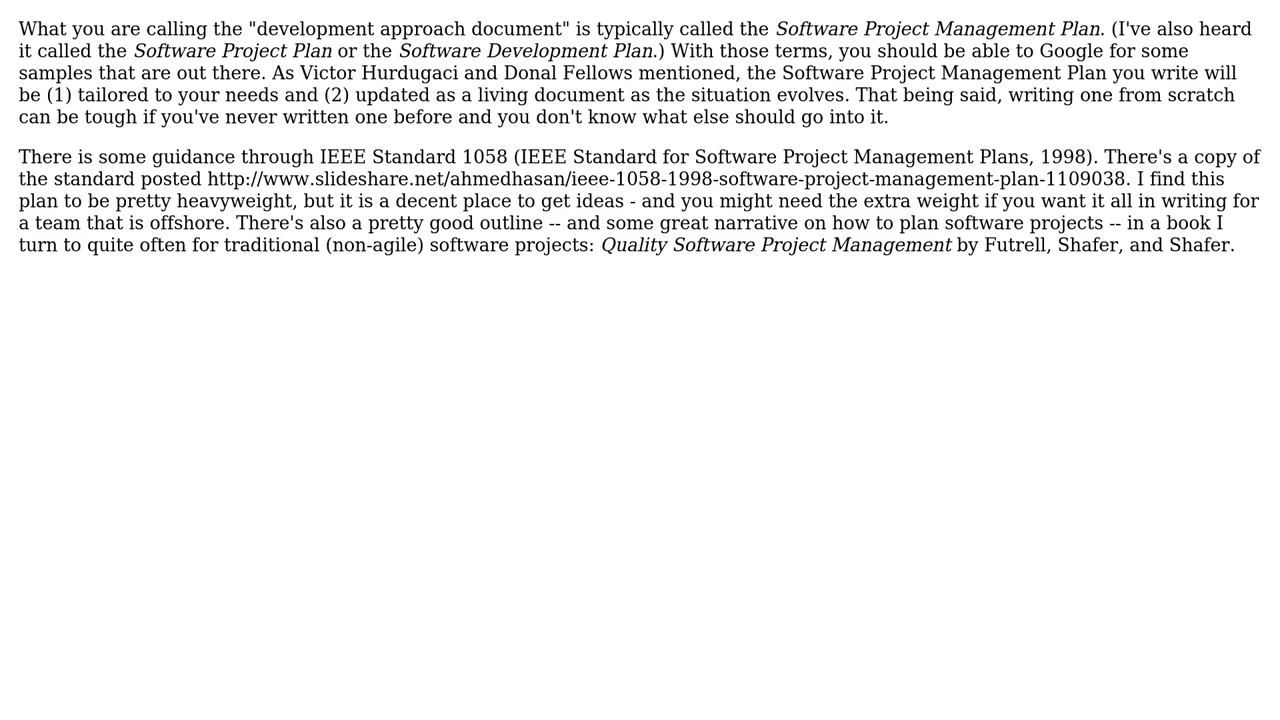 What you are calling the "development approach document" is typically called the Software Project Management Plan. (I've also heard
it called the Software Project Plan or the Software Development Plan.) With those terms, you should be able to Google for some
samples that are out there. As Victor Hurdugaci and Donal Fellows mentioned, the Software Project Management Plan you write will
be (1) tailored to your needs and (2) updated as a living document as the situation evolves. That being said, writing one from scratch
can be tough if you've never written one before and you don't know what else should go into it.
There is some guidance through IEEE Standard 1058 (IEEE Standard for Software Project Management Plans, 1998). There's a copy of
the standard posted http://www.slideshare.net/ahmedhasan/ieee-1058-1998-software-project-management-plan-1109038. I find this
plan to be pretty heavyweight, but it is a decent place to get ideas - and you might need the extra weight if you want it all in writing for
a team that is offshore. There's also a pretty good outline -- and some great narrative on how to plan software projects -- in a book I
turn to quite often for traditional (non-agile) software projects: Quality Software Project Management by Futrell, Shafer, and Shafer.